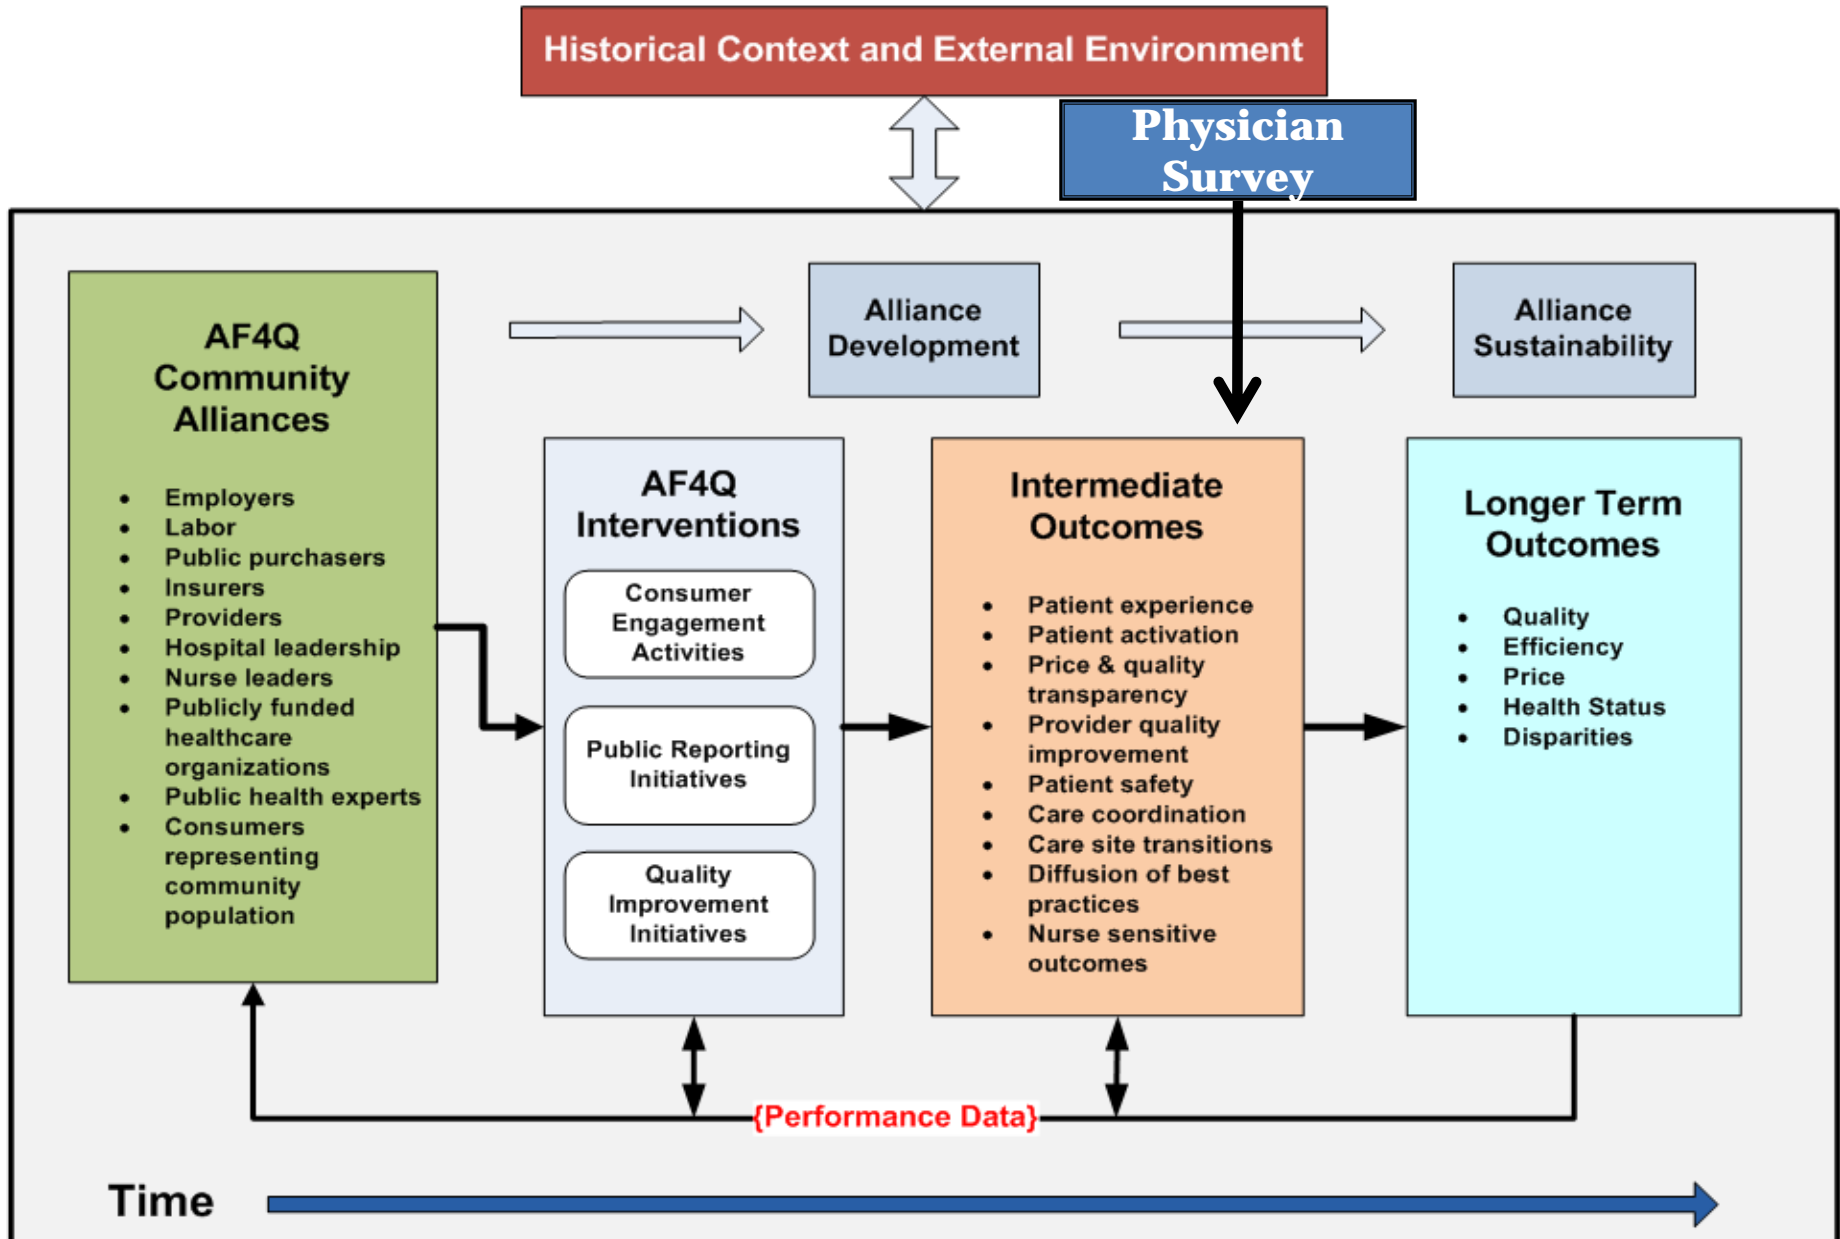 Historical Context and External Environment
Physician
Survey
AF4Q
Community
Alliances
• Employers
• Labor
• Public purchasers
• Insurers
• Providers
• Hospital leadership
• Nurse leaders
• Publicly funded
healthcare
organizations
• Public health experts
• Consumers
representing
community
population
Alliance
Development
Alliance
Sustainability
AF4Q
Interventions
Consumer
Engagement
Activities
Public Reporting
Initiatives
Quality
Improvement
Initiatives
Intermediate
Outcomes
• Patient experience
• Patient activation
• Price & quality
transparency
• Provider quality
improvement
• Patient safety
• Care coordination
• Care site transitions
• Diffusion of best
practices
• Nurse sensitive
outcomes
Longer Term
Outcomes
• Quality
• Efficiency
• Price
• Health Status
• Disparities
{Performance Data}
Time